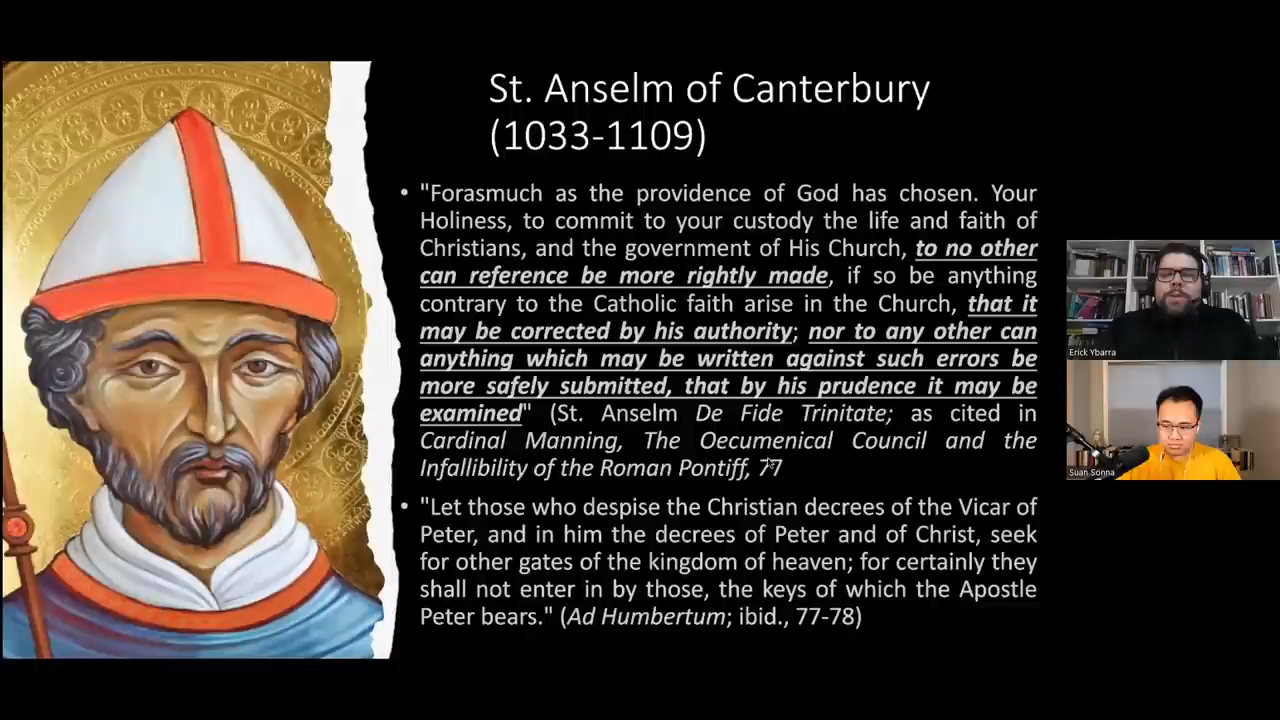 St. Anselm of Canterbury
(1033-1109)
• "Forasmuch as the providence of God has chosen. Your
Holiness, to commit to your custody the life and faith of
Christians, and the government of His Church, to no other
can reference be more rightly made, if so be anything
contrary to the Catholic faith arise in the Church, that it
may be corrected by his authority; nor to any other can
anything which may be written against such errors be
more safely submitted, that by his prudence it may be
examined" (St. Anselm De Fide Trinitate; as cited in
Cardinal Manning, The Oecumenical Council and the
Infallibility of the Roman Pontiff, 77
• "Let those who despise the Christian decrees of the Vicar of
Peter, and in him the decrees of Peter and of Christ, seek
for other gates of the kingdom of heaven; for certainly they
shall not enter in by those, the keys of which the Apostle
Peter bears." (Ad Humbertum; ibid., 77-78)
Erick Ybarra
Suan Sonna